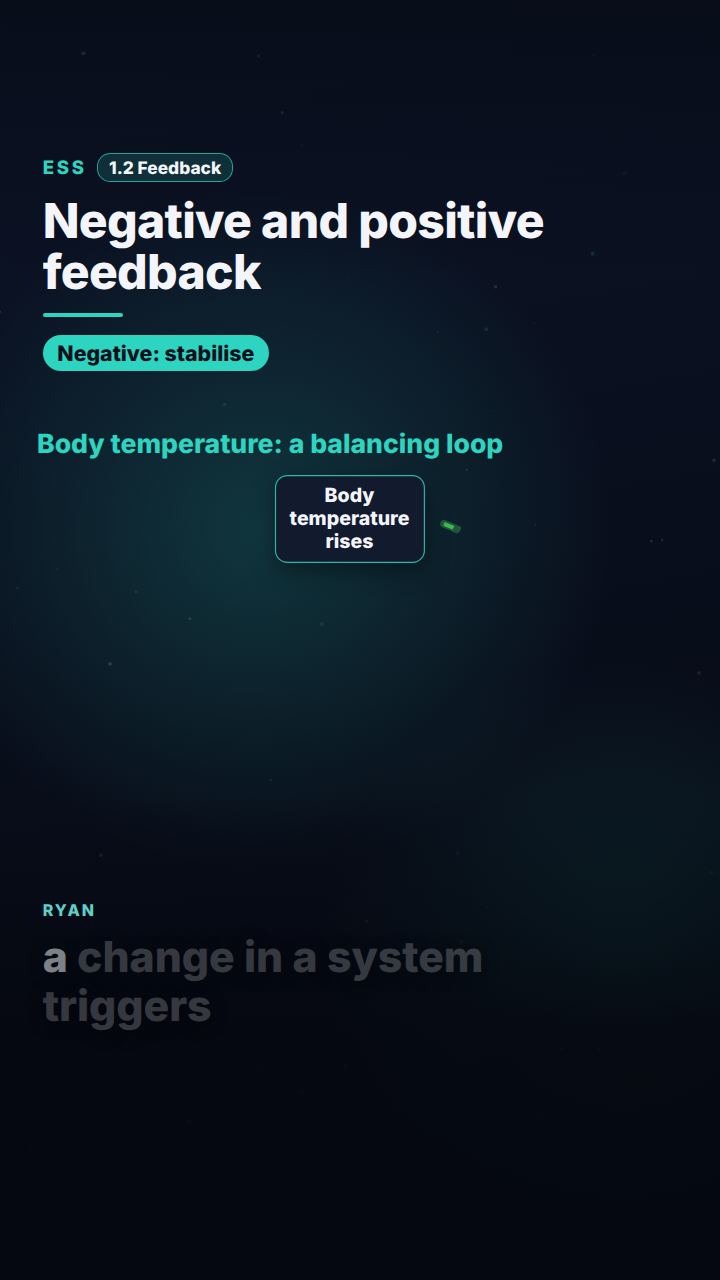 ESS 1.2 Feedback
Negative and positive
feedback
Negative: stabilise
Body temperature: a balancing loop
Body
temperature
rises
RYAN
a change in a system
triggers